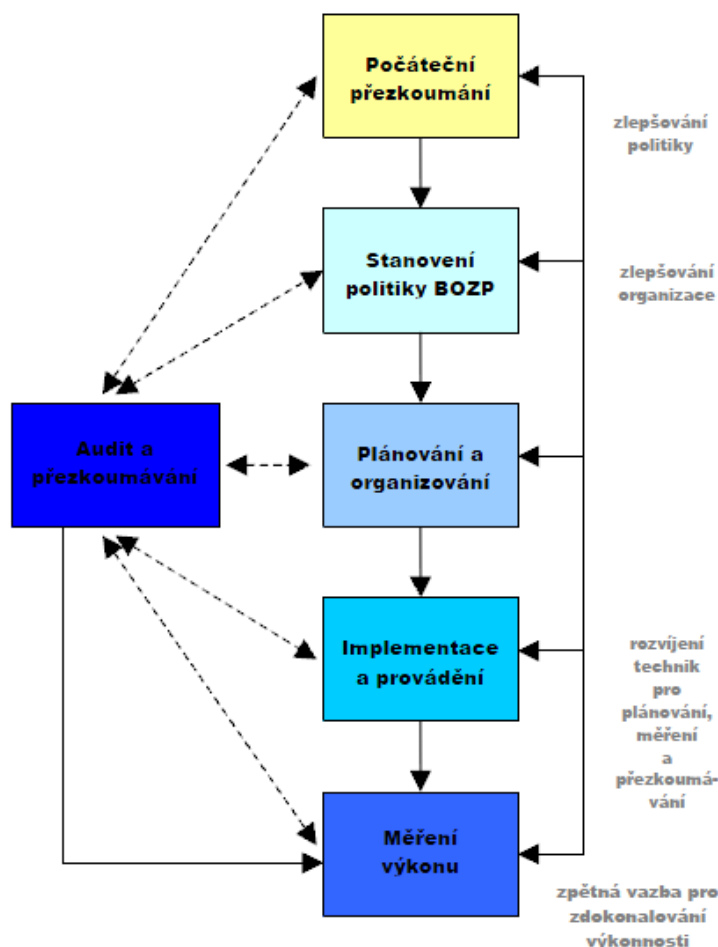 Počáteční
přezkoumání
zlepšování
politiky
Stanovení
politiky BOZP
zlepšování
organizace
Audit a
přezkoumávání
Plánování a
organizování
Implementace
a provádění
rozvíjení
technik
pro
plánování,
měření
a
přezkoumá-
vání
Měření
výkonu
zpětná vazba pro
zdokonalování
výkonnosti